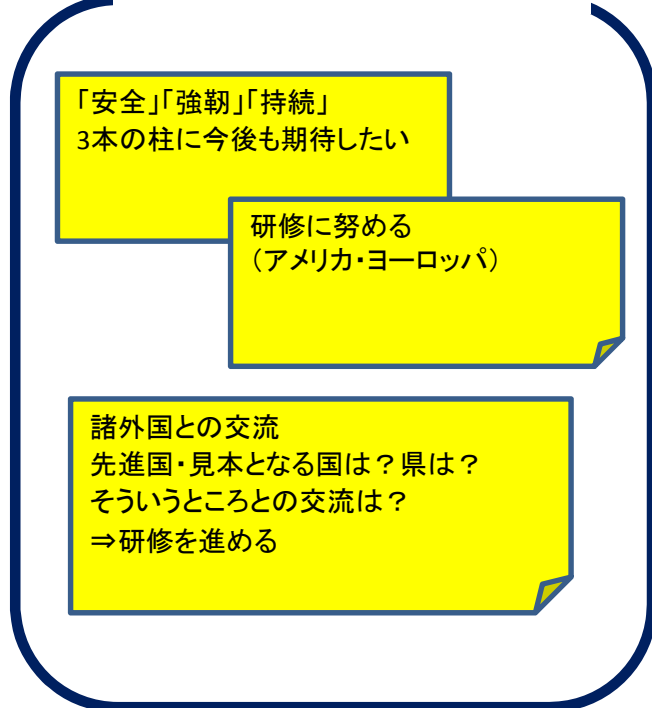 「安全」「強靭」「持続」
3本の柱に今後も期待したい
研修に努める
（アメリカ・ヨーロッパ）
諸外国との交流
先進国・見本となる国は？県は？
そういうところとの交流は？
⇒研修を進める